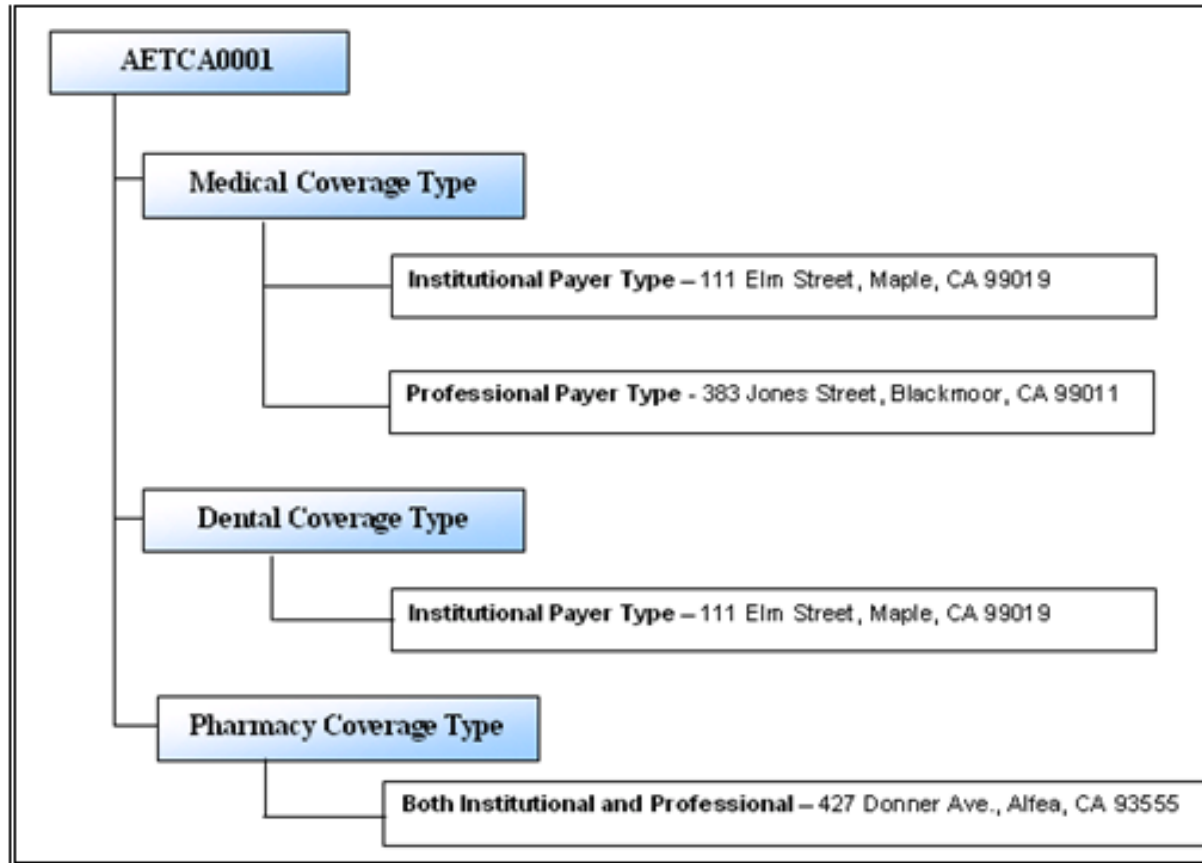 AETCA0001
Medical Coverage Type
Institutional Payer Type – 111 Elm Street, Maple, CA 99019
Professional Payer Type - 383 Jones Street, Blackmoor, CA 99011
Dental Coverage Type
Institutional Payer Type – 111 Elm Street, Maple, CA 99019
Pharmacy Coverage Type
Both Institutional and Professional – 427 Donner Ave., Alfea, CA 93555